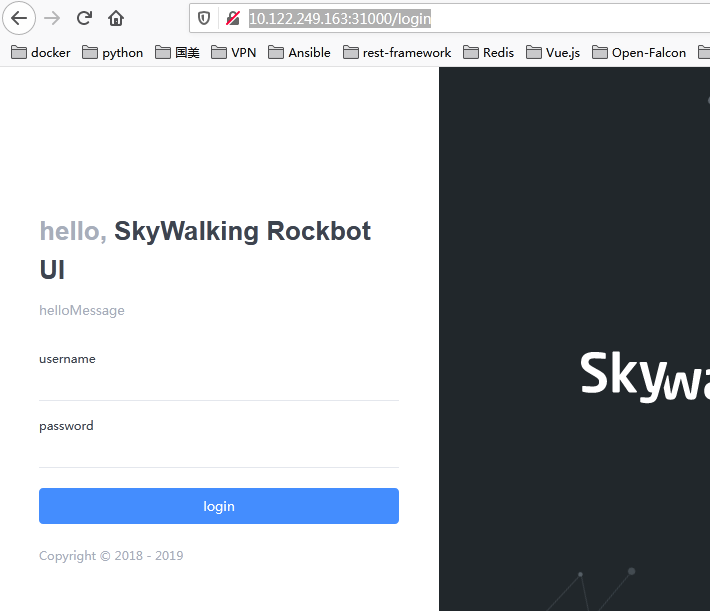 10.122.249.163:31000/login
docker python 国美 VPN Ansible rest-framework Redis Vue.js Open-Falcon
hello, SkyWalking Rockbot
UI
helloMessage
username
password
login
Copyright © 2018 - 2019
Skywa